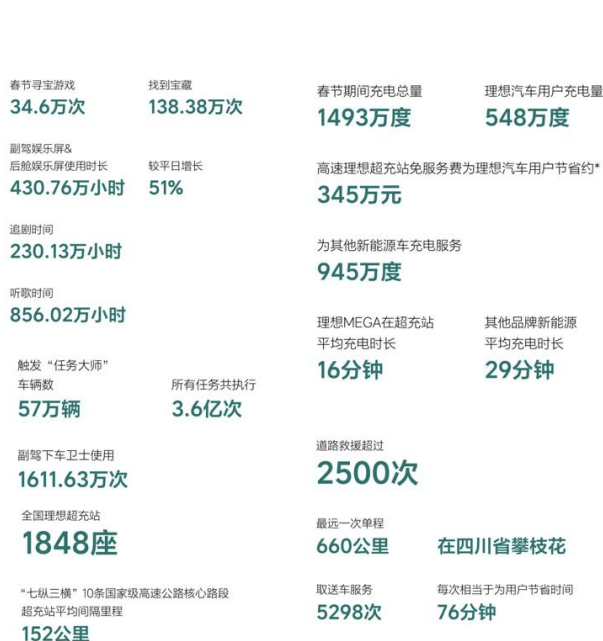 春节寻宝游戏
34.6万次
找到宝藏
138.38万次
副驾娱乐屏&
后舱娱乐屏使用时长
430.76万小时
较平日增长
51%
追剧时间
230.13万小时
听歌时间
856.02万小时
触发“任务大师”
车辆数
57万辆
所有任务共执行
3.6亿次
副驾下车卫士使用
1611.63万次
全国理想超充站
1848座
“七纵三横”10条国家级高速公路核心路段
超充站平均间隔里程
152公里
春节期间充电总量
1493万度
理想汽车用户充电量
548万度
高速理想超充站免服务费为理想汽车用户节省约*
345万元
为其他新能源车充电服务
945万度
理想MEGA在超充站
平均充电时长
16分钟
其他品牌新能源
平均充电时长
29分钟
道路救援超过
2500次
最远一次单程
660公里
在四川省攀枝花
取送车服务
5298次
每次相当于为用户节省时间
76分钟